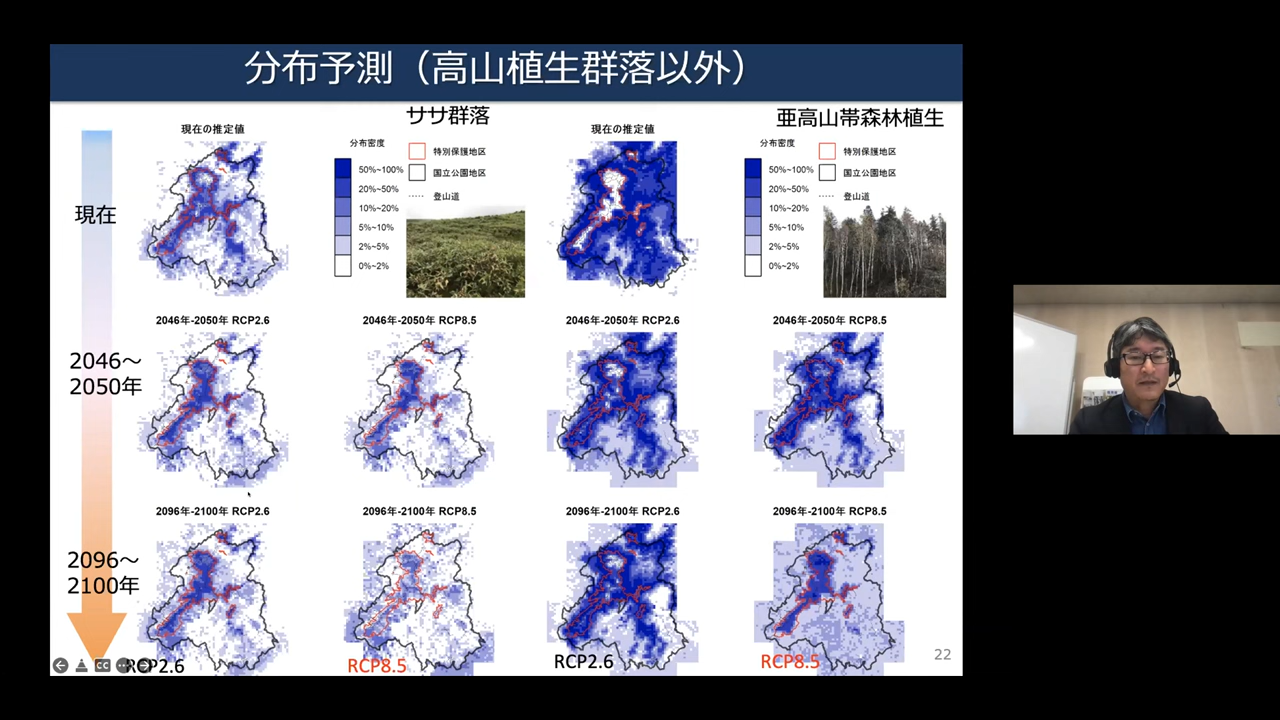 分布予測（高山植生群落以外）
ササ群落
亜高山帯森林植生
現在の推定値
分布密度
50%~100%
20%~50%
10%~20%
5%~10%
2%~5%
0%~2%
特別保護地区
国立公園地区
登山道
現在の推定値
分布密度
50%~100%
20%~50%
10%~20%
5%~10%
2%~5%
0%~2%
特別保護地区
国立公園地区
登山道
現在
2046年-2050年 RCP2.6
2046年-2050年 RCP8.5
2046年-2050年 RCP2.6
2046年-2050年 RCP8.5
2046～
2050年
2096年-2100年 RCP2.6
2096年-2100年 RCP8.5
2096年-2100年 RCP2.6
2096年-2100年 RCP8.5
2096～
2100年
CC
RCP2.6
RCP8.5
RCP2.6
RCP8.5
22